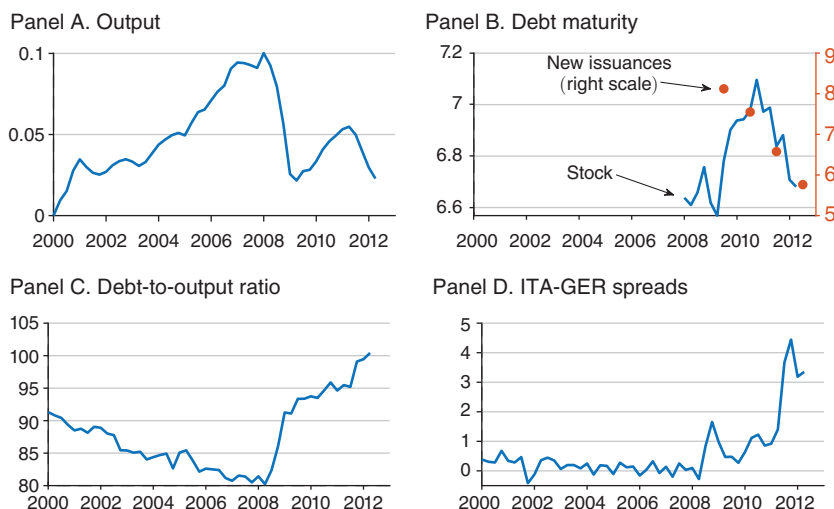 Panel A. Output
0.1
0.05
0
2000 2002 2004 2006 2008 2010 2012
Panel B. Debt maturity
7.2
7
6.8
6.6
New issuances
(right scale)
Stock
9
8
7
6
5
2000 2002 2004 2006 2008 2010 2012
Panel C. Debt-to-output ratio
105
100
95
90
85
80
2000 2002 2004 2006 2008 2010 2012
Panel D. ITA-GER spreads
5
4
3
2
1
0
2000 2002 2004 2006 2008 2010 2012